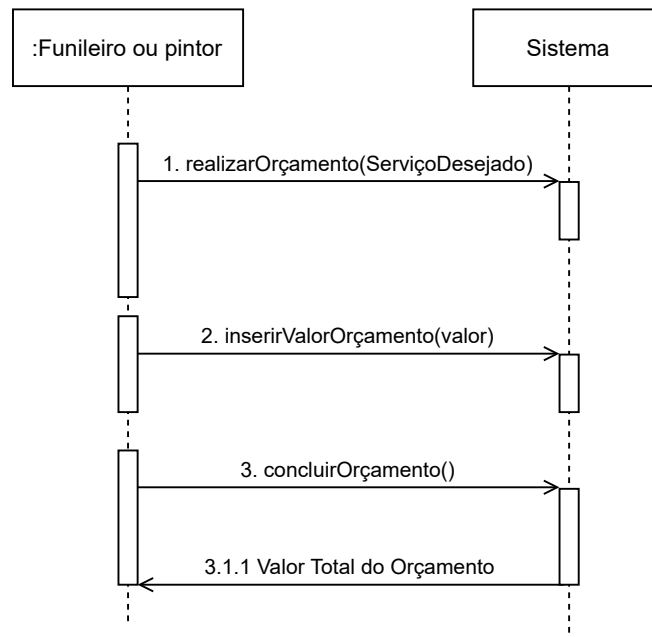 :Funileiro ou pintor
Sistema
1. realizarOrçamento(ServiçoDesejado)
2. inserirValorOrçamento(valor)
3. concluirOrçamento()
3.1.1 Valor Total do Orçamento